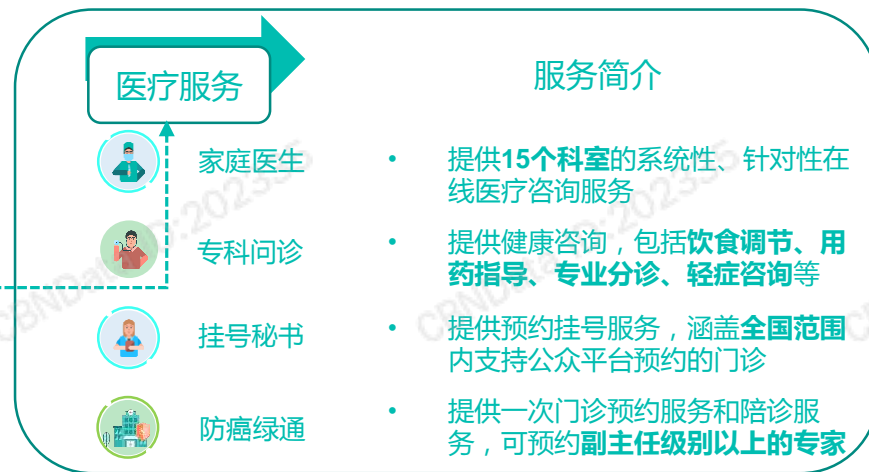 医疗服务
服务简介
家庭医生
• 提供15个科室的系统性、针对性在
线医疗咨询服务
专科问诊
• 提供健康咨询，包括饮食调节、用
药指导、专业分诊、轻症咨询等
挂号秘书
• 提供预约挂号服务，涵盖全国范围
内支持公众平台预约的门诊
防癌绿通
• 提供一次门诊预约服务和陪诊服
务，可预约副主任级别以上的专家